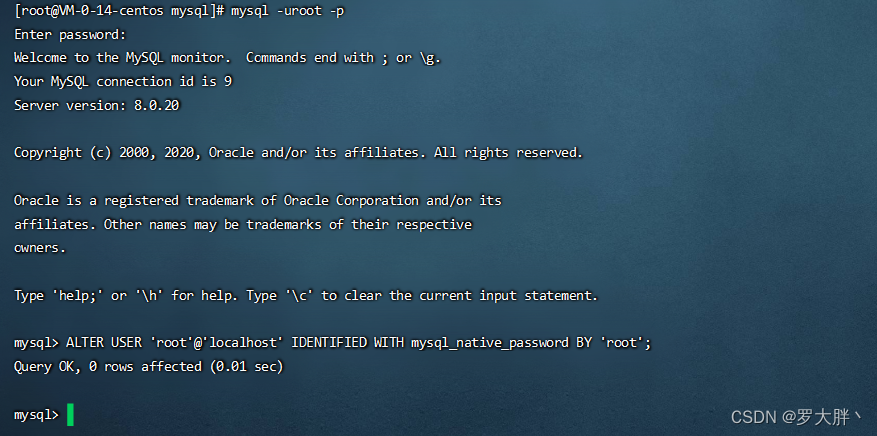 [root@VM-0-14-centos mysql]# mysql -uroot -p
Enter password:
Welcome to the MySQL monitor.  Commands end with ; or \g.
Your MySQL connection id is 9
Server version: 8.0.20
Copyright (c) 2000, 2020, Oracle and/or its affiliates. All rights reserved.
Oracle is a registered trademark of Oracle Corporation and/or its
affiliates. Other names may be trademarks of their respective
owners.
Type 'help;' or '\h' for help. Type '\c' to clear the current input statement.
mysql> ALTER USER 'root'@'localhost' IDENTIFIED WITH mysql_native_password BY 'root';
Query OK, 0 rows affected (0.01 sec)
mysql>
CSDN @罗大胖丶